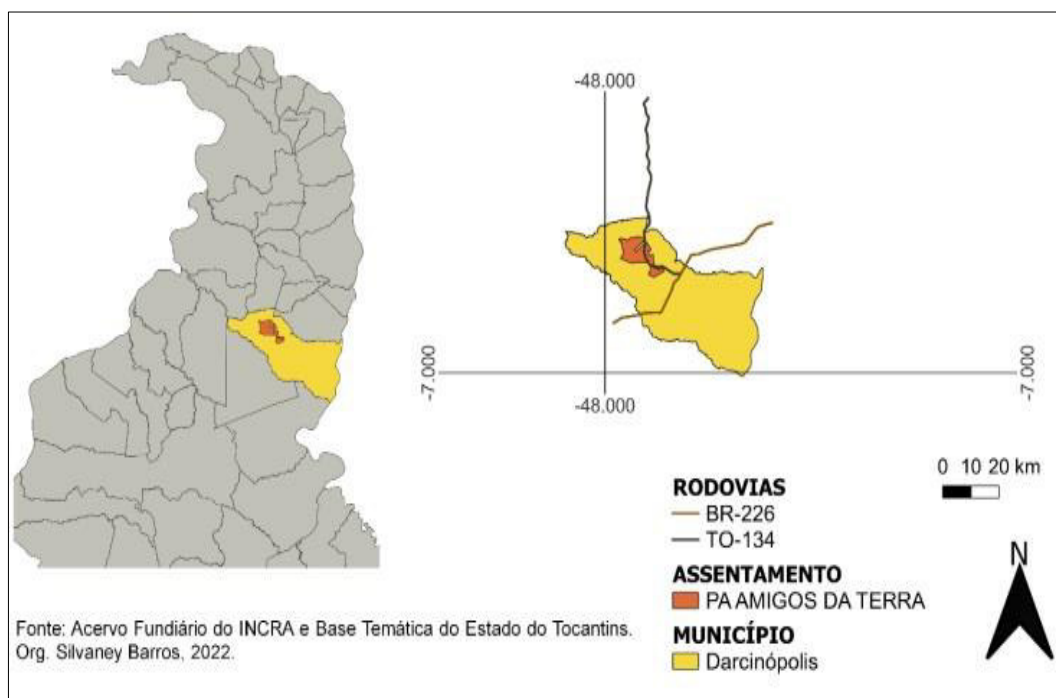 -48.000
-7.000
-7.000
-48.000
0 10 20 km
RODOVIAS
BR-226
TO-134
ASSENTAMENTO
PA AMIGOS DA TERRA
MUNICÍPIO
Darcinópolis
N
Fonte: Acervo Fundiário do INCRA e Base Temática do Estado do Tocantins.
Org. Silvaney Barros, 2022.